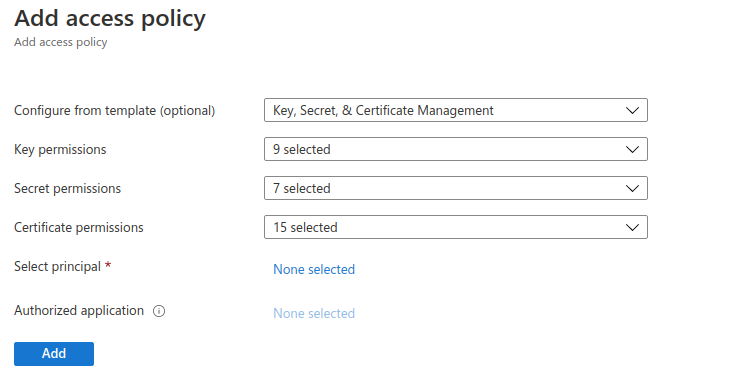 Add access policy
Add access policy
Configure from template (optional) Key, Secret, & Certificate Management
Key permissions 9 selected
Secret permissions 7 selected
Certificate permissions 15 selected
Select principal * None selected
Authorized application None selected
Add